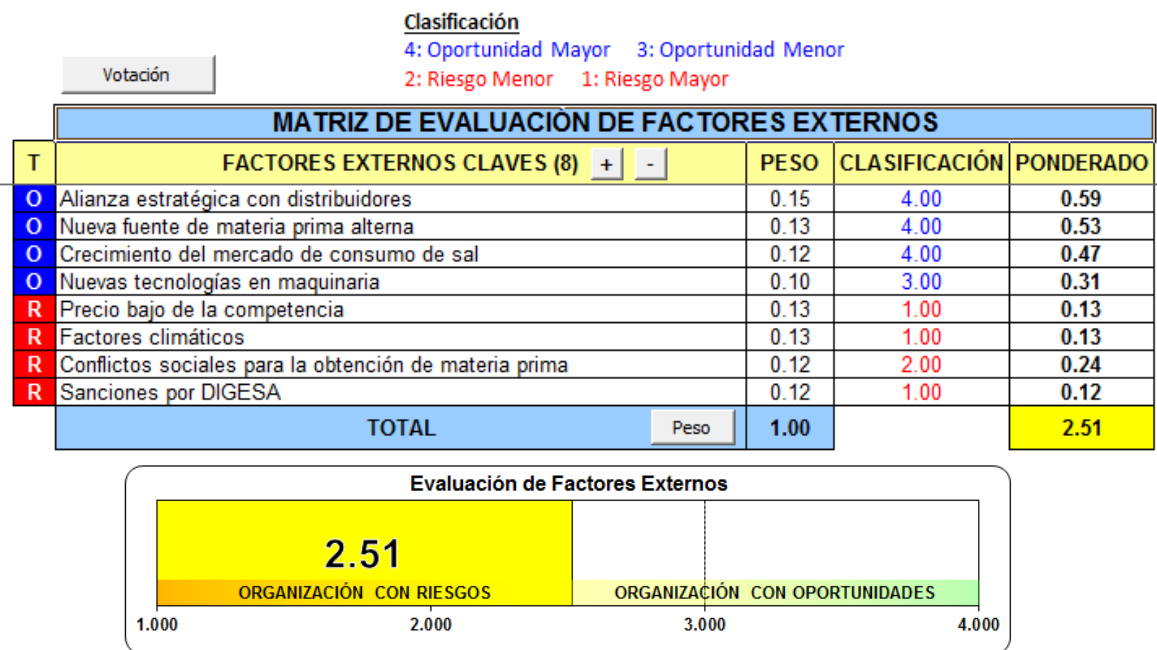 Clasificación
4: Oportunidad Mayor 3: Oportunidad Menor
Votación
2: Riesgo Menor 1: Riesgo Mayor
MATRIZ DE EVALUACIÓN DE FACTORES EXTERNOS
T FACTORES EXTERNOS CLAVES (8) + - PESO CLASIFICACIÓN PONDERADO
O Alianza estratégica con distribuidores 0.15 4.00 0.59
O Nueva fuente de materia prima alterna 0.13 4.00 0.53
O Crecimiento del mercado de consumo de sal 0.12 4.00 0.47
O Nuevas tecnologías en maquinaria 0.10 3.00 0.31
R Precio bajo de la competencia 0.13 1.00 0.13
R Factores climáticos 0.13 1.00 0.13
R Conflictos sociales para la obtención de materia prima 0.12 2.00 0.24
R Sanciones por DIGESA 0.12 1.00 0.12
TOTAL Peso 1.00 2.51
Evaluación de Factores Externos
2.51
ORGANIZACIÓN CON RIESGOS ORGANIZACIÓN CON OPORTUNIDADES
1.000 2.000 3.000 4.000